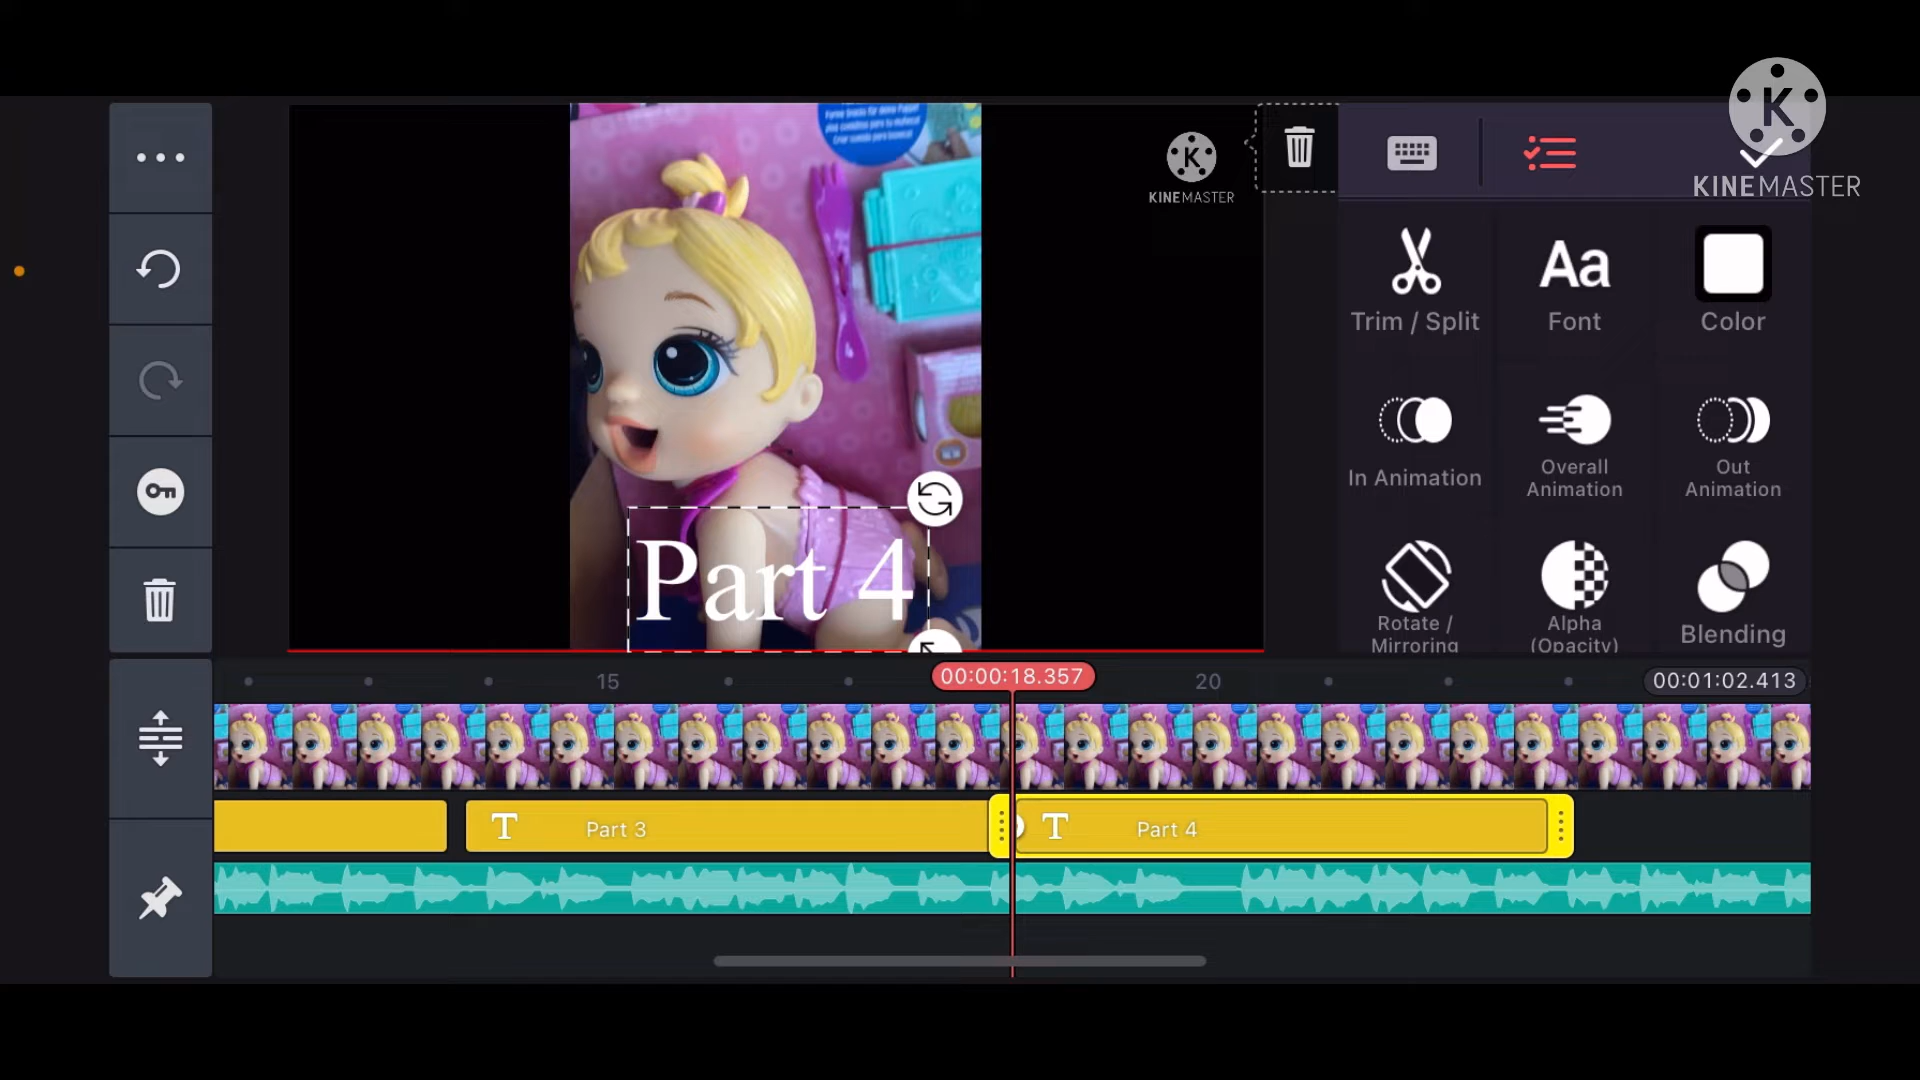 KINEMASTER
KINEMASTER
Trim / Split
Font
Color
In Animation
Overall
Animation
Out
Animation
Rotate /
Mirroring
Alpha
(Opacity)
Blending
Part 4
15
00:00:18.357
20
00:01:02.413
Part 3
Part 4